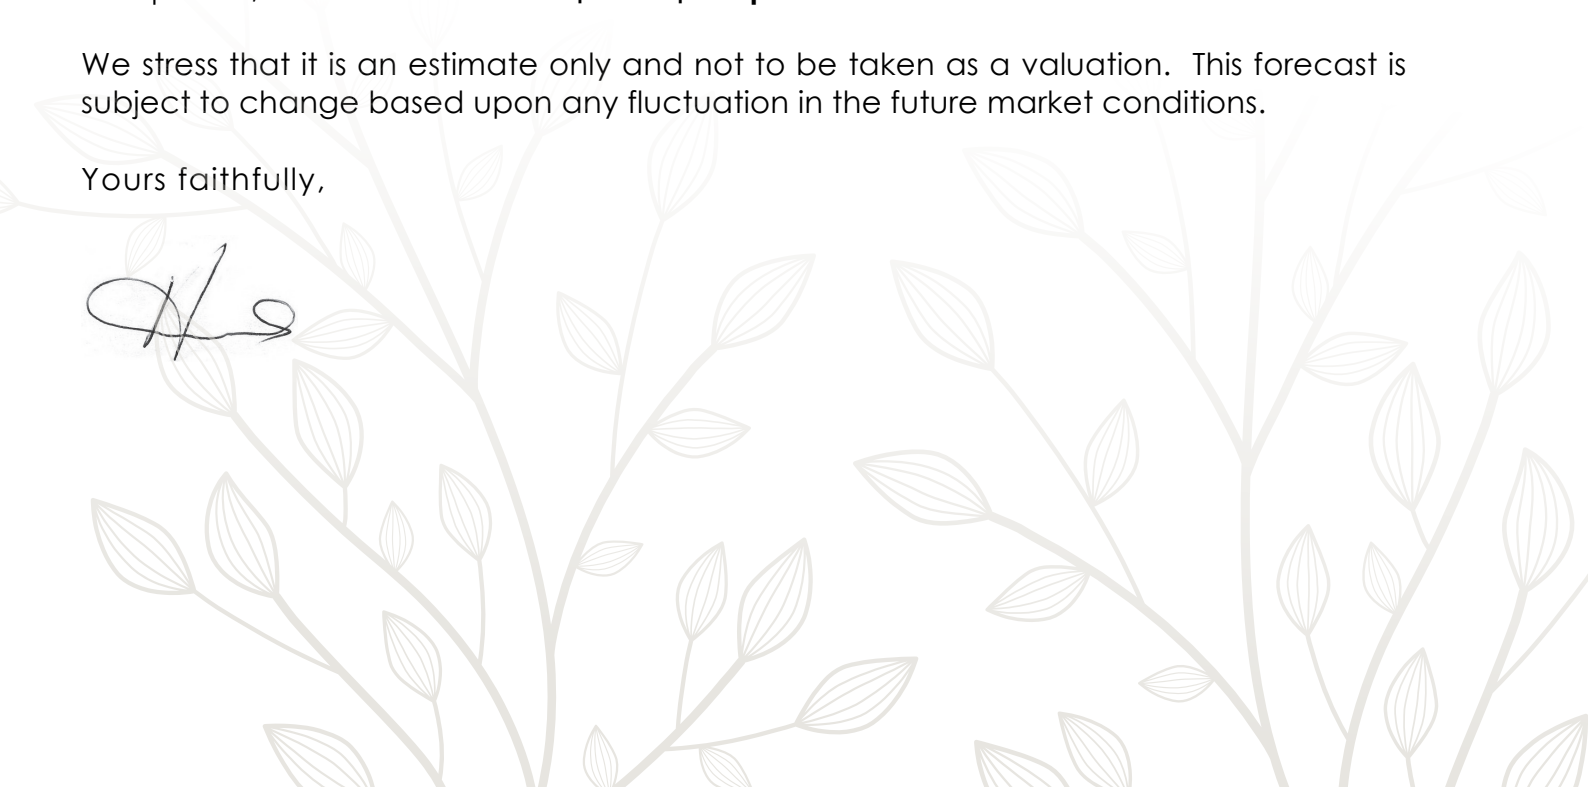 We stress that it is an estimate only and not to be taken as a valuation.  This forecast is
subject to change based upon any fluctuation in the future market conditions.
Yours faithfully,